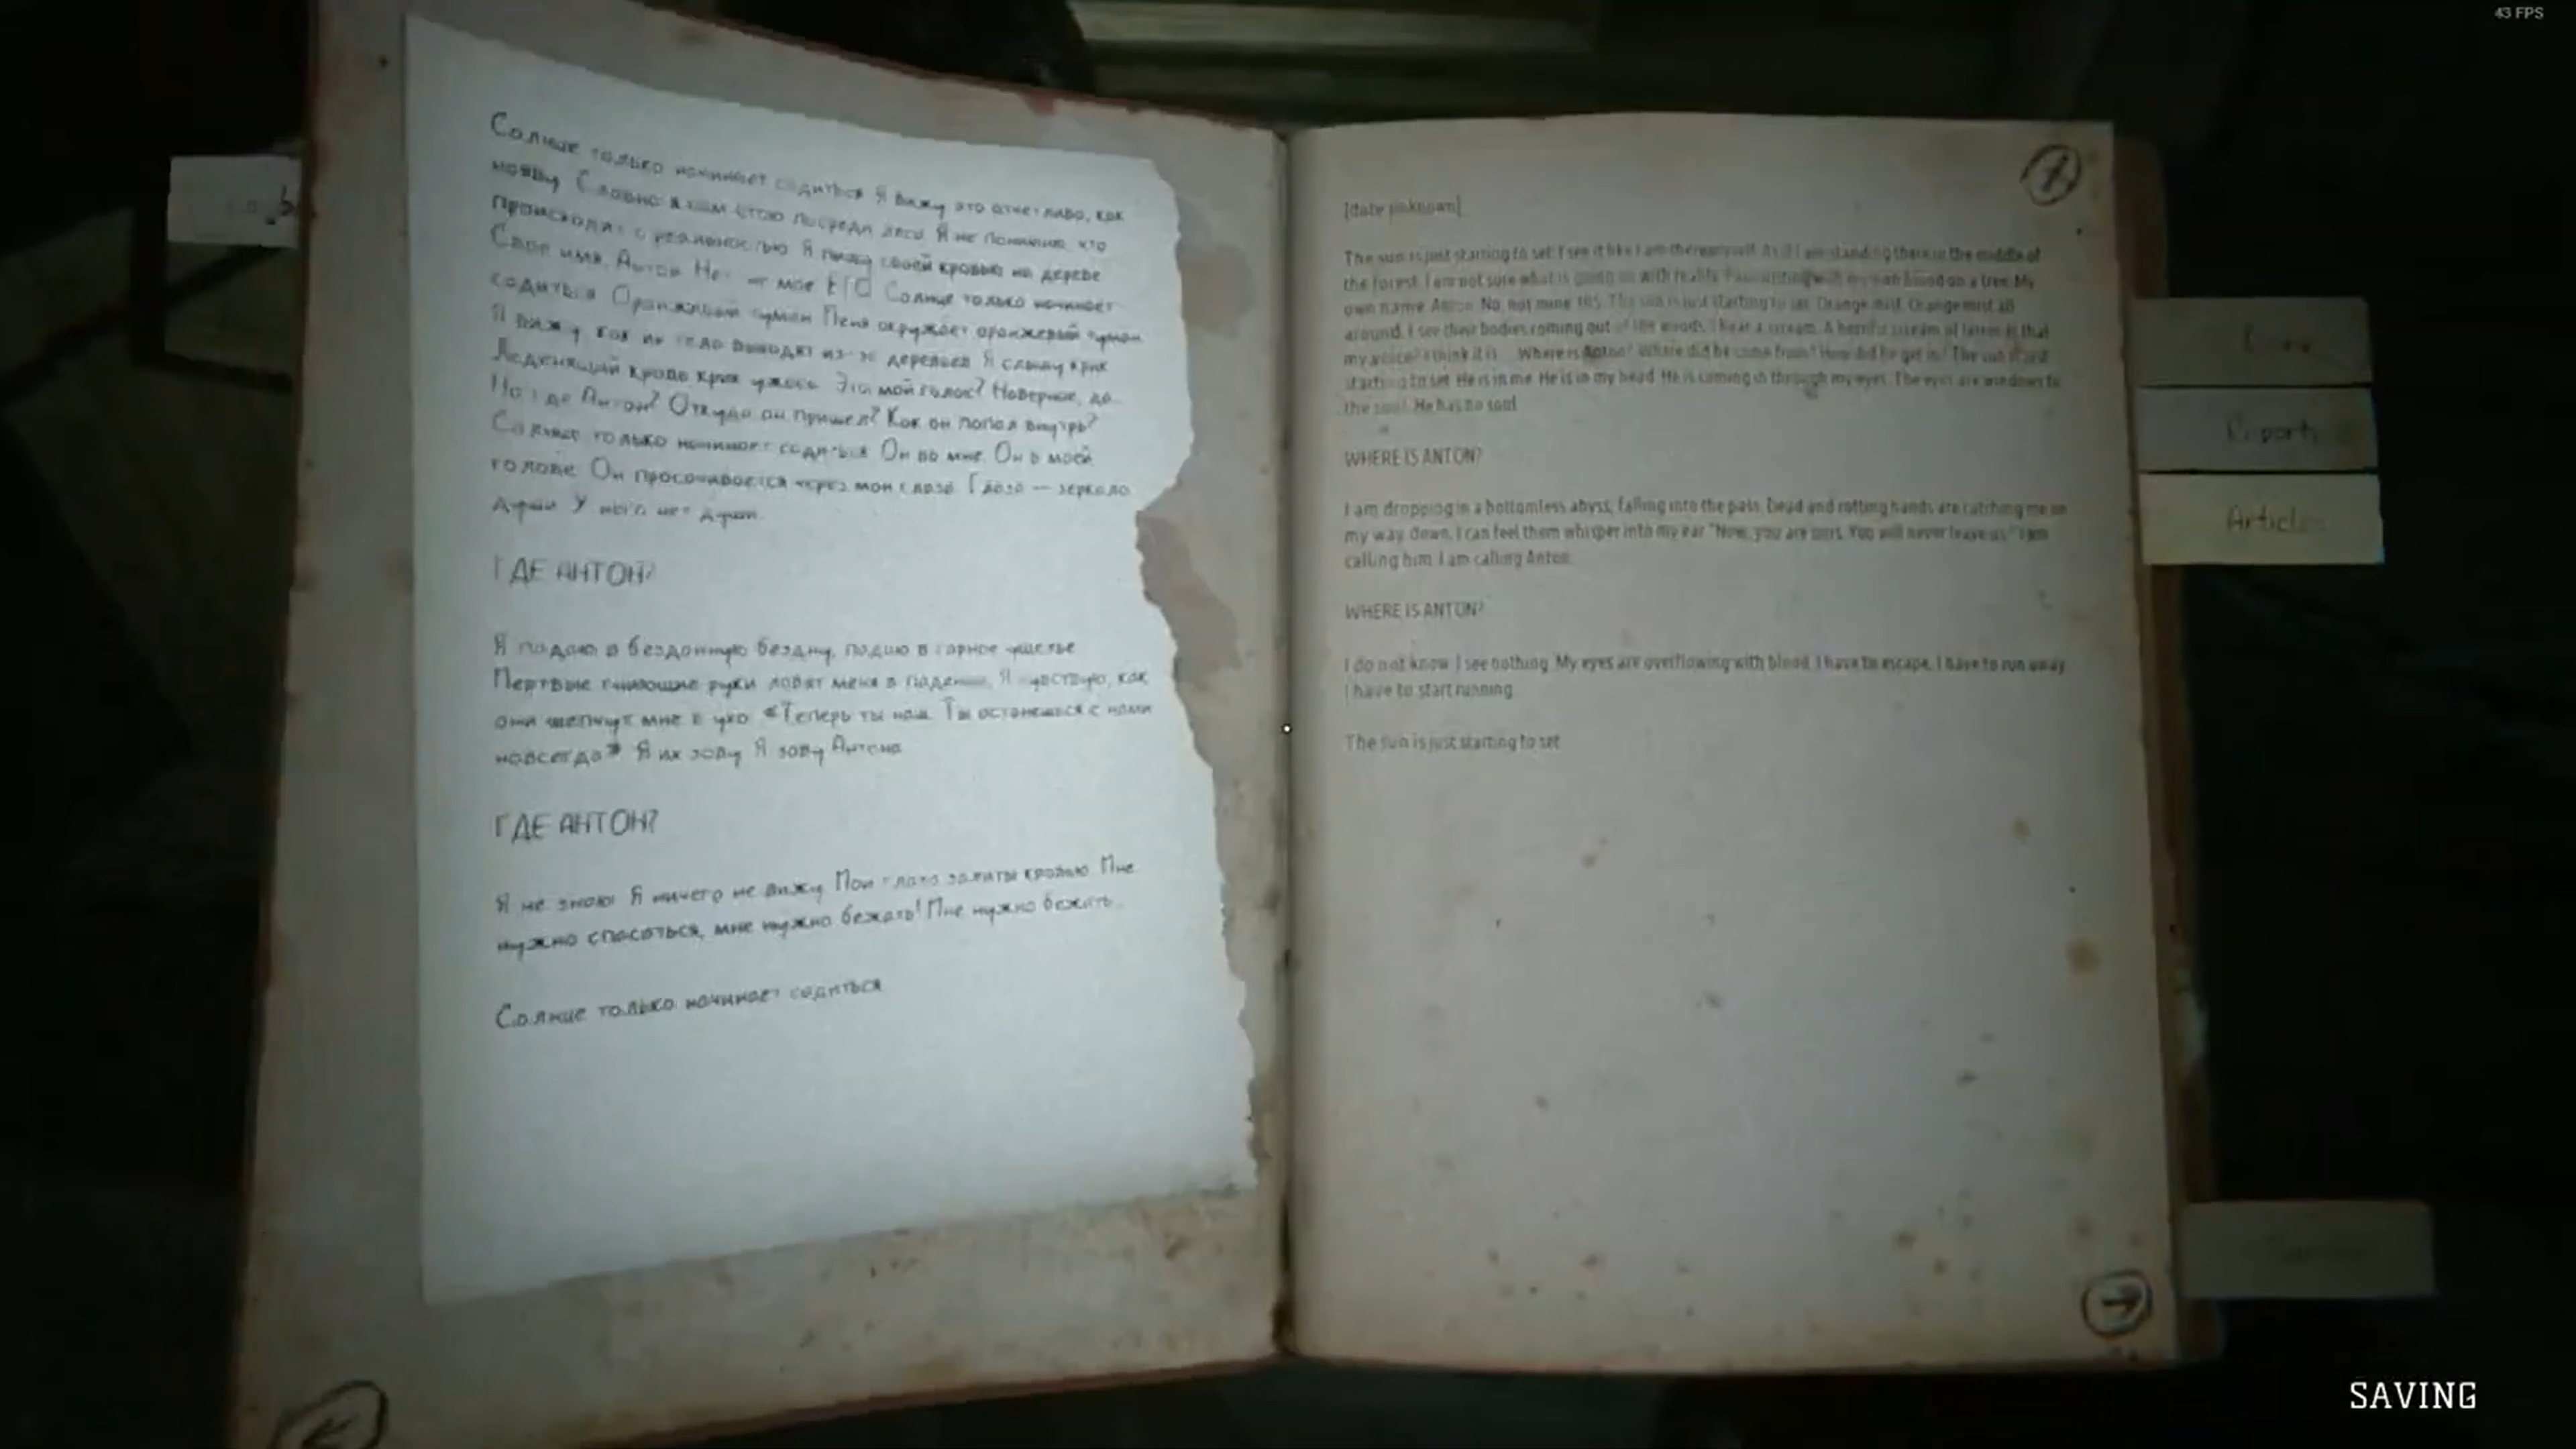 43 FPS
Солнце только начинает садиться Я вижу это отчетливо, как
наяву Словно я сам стою посреди леса. Я не понимаю, что
происходит с реальностью Я пишу своей кровью на дереве
Свое имя. Антон Нет не мое ЕГО Солнце только начинает
садиться Оранжевый туман Меня окружает оранжевый туман
Я вижу как их тела выходят из-за деревьев Я слышу крик
Леденящий кровь крик ужаса Это мой голос? Наверное, да
Но где Антон? Откуда он пришел? Как он попал внутрь?
Солнце только начинает садиться Он во мне. Он в моей
голове Он просачивается через мои глаза. Глаза — зеркало
души У него нет души
ГДЕ АНТОН?
Я падаю в бездонную бездну, падаю в горное ущелье
Мертвые гниющие руки ловят меня в падении. Я чувствую, как
они шепчут мне в ухо «Теперь ты наш. Ты останешься с нами
навсегда» Я их зову Я зову Антона
ГДЕ АНТОН?
Я не знаю Я ничего не вижу Мои глаза залиты кровью Мне
нужно спасаться, мне нужно бежать! Мне нужно бежать
Солнце только начинает садиться
[date unknown]
The sun is just starting to set. I see it like I am there myself. As if I am standing there in the middle of
the forest. I am not sure what is going on with reality. I am writing with my own blood on a tree. My
own name. Anton. No, not mine. HIS. The sun is just starting to set. Orange mist. Orange mist all
around. I see their bodies coming out of the woods. I hear a scream. A horrific scream of terror. Is that
my voice? I think it is... Where is Anton? Where did he come from? How did he get in? The sun is just
starting to set. He is in me. He is in my head. He is coming in through my eyes. The eyes are windows to
the soul. He has no soul.
WHERE IS ANTON?
I am dropping in a bottomless abyss, falling into the pass. Dead and rotting hands are catching me on
my way down. I can feel them whisper into my ear "Now, you are ours. You will never leave us." I am
calling him. I am calling Anton.
WHERE IS ANTON?
I do not know. I see nothing. My eyes are overflowing with blood. I have to escape, I have to run away.
I have to start running.
The sun is just starting to set
Reports
Articles
SAVING